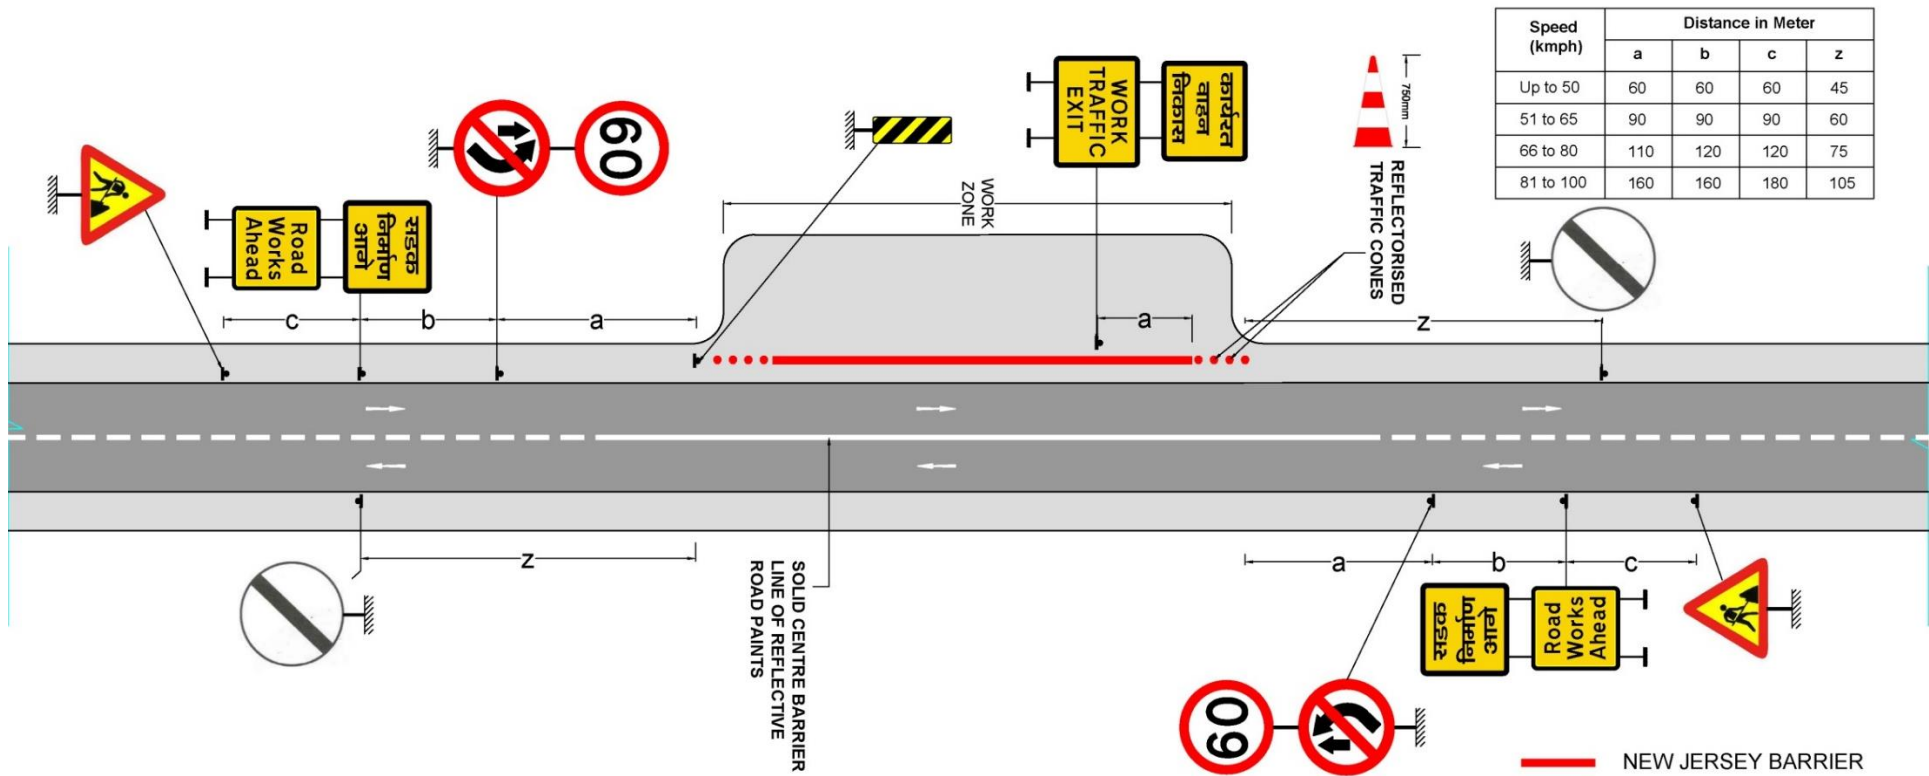 Speed
(kmph)
Distance in Meter
a b c z
Up to 50 60 60 60 45
51 to 65 90 90 90 60
66 to 80 110 120 120 75
81 to 100 160 160 180 105
60
WORK
TRAFFIC
EXIT
कार्यरत
वाहन
निकास
750mm
REFLECTORISED
TRAFFIC CONES
WORK
ZONE
Road
Works
Ahead
सडक
निर्माण
आगे
c b a a z
z a b c
SOLID CENTRE BARRIER
LINE OF REFLECTIVE
ROAD PAINTS
सडक
निर्माण
आगे
Road
Works
Ahead
60
NEW JERSEY BARRIER